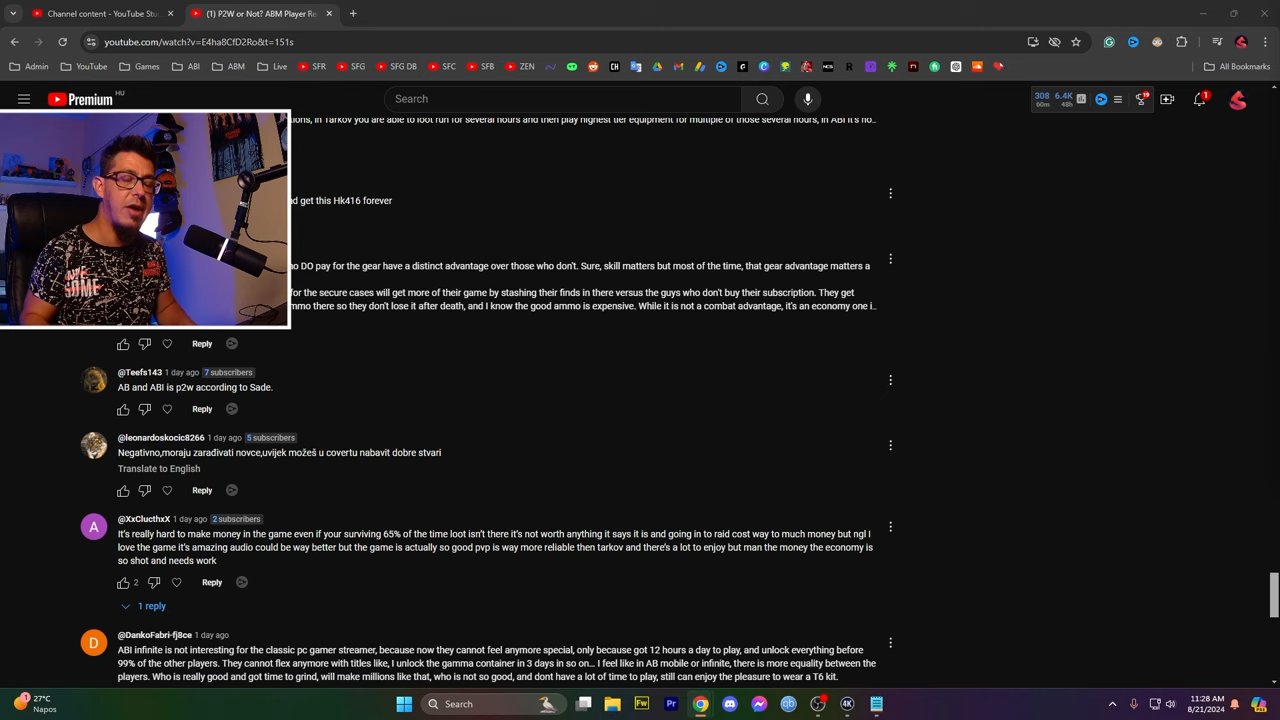 Channel content - YouTube Stu
(1) P2W or Not? ABM Player Re
youtube.com/watch?v=E4ha8CfD2Ro&t=151s
Admin YouTube Games ABI ABM Live SFR SFG SFG DB SFC SFB ZEN All Bookmarks
Premium HU
Search
308 6.4K
60m 48h
19
1
tions, in Tarkov you are able to loot run for several hours and then play highest tier equipment for multiple of those several hours, in ABI it's no...
nd get this Hk416 forever
ho DO pay for the gear have a distinct advantage over those who don't. Sure, skill matters but most of the time, that gear advantage matters a
for the secure cases will get more of their game by stashing their finds in there versus the guys who don't buy their subscription. They get
mmo there so they don't lose it after death, and I know the good ammo is expensive. While it is not a combat advantage, it's an economy one i...
Reply
@Teefs143 1 day ago 7 subscribers
AB and ABI is p2w according to Sade.
Reply
@leonardoskocic8266 1 day ago 5 subscribers
Negativno,moraju zarađivati novce,uvijek možeš u covertu nabavit dobre stvari
Translate to English
Reply
A
@XxClucthxX 1 day ago 2 subscribers
It's really hard to make money in the game even if your surviving 65% of the time loot isn't there it's not worth anything it says it is and going in to raid cost way to much money but ngl I
love the game it's amazing audio could be way better but the game is actually so good pvp is way more reliable then tarkov and there's a lot to enjoy but man the money the economy is
so shot and needs work
2 Reply
1 reply
D
@DankoFabri-fj8ce 1 day ago
ABI infinite is not interesting for the classic pc gamer streamer, because now they cannot feel anymore special, only because got 12 hours a day to play, and unlock everything before
99% of the other players. They cannot flex anymore with titles like, I unlock the gamma container in 3 days in so on... I feel like in AB mobile or infinite, there is more equality between the
players. Who is really good and got time to grind, will make millions like that, who is not so good, and dont have a lot of time to play, still can enjoy the pleasure to wear a T6 kit.
1
27°C
Napos
Search
Fw
Pr
qb
4K
11:28 AM
8/21/2024